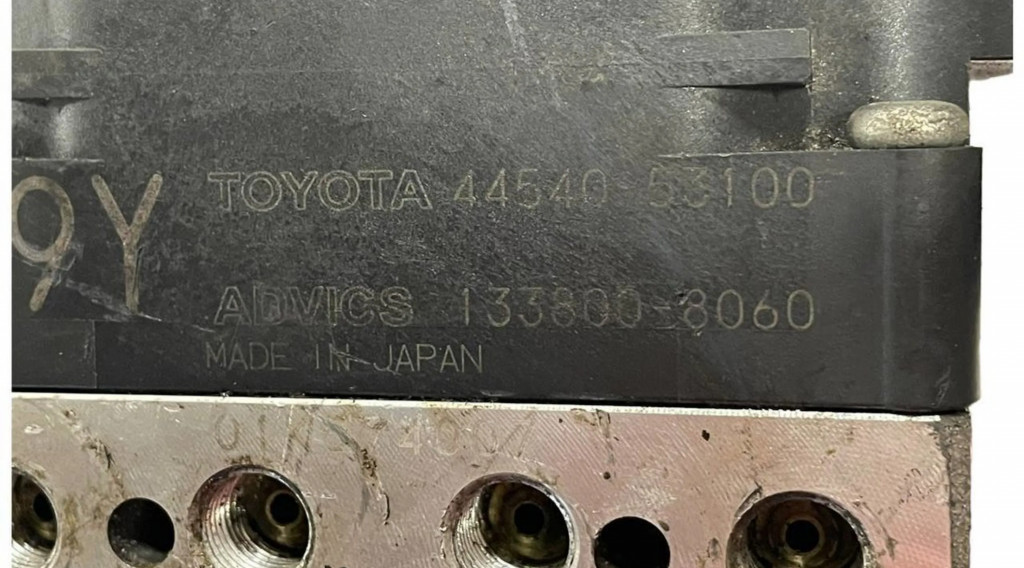 9Y
TOYOTA 44540 53100
ADVICS 133800-8060
MADE IN JAPAN